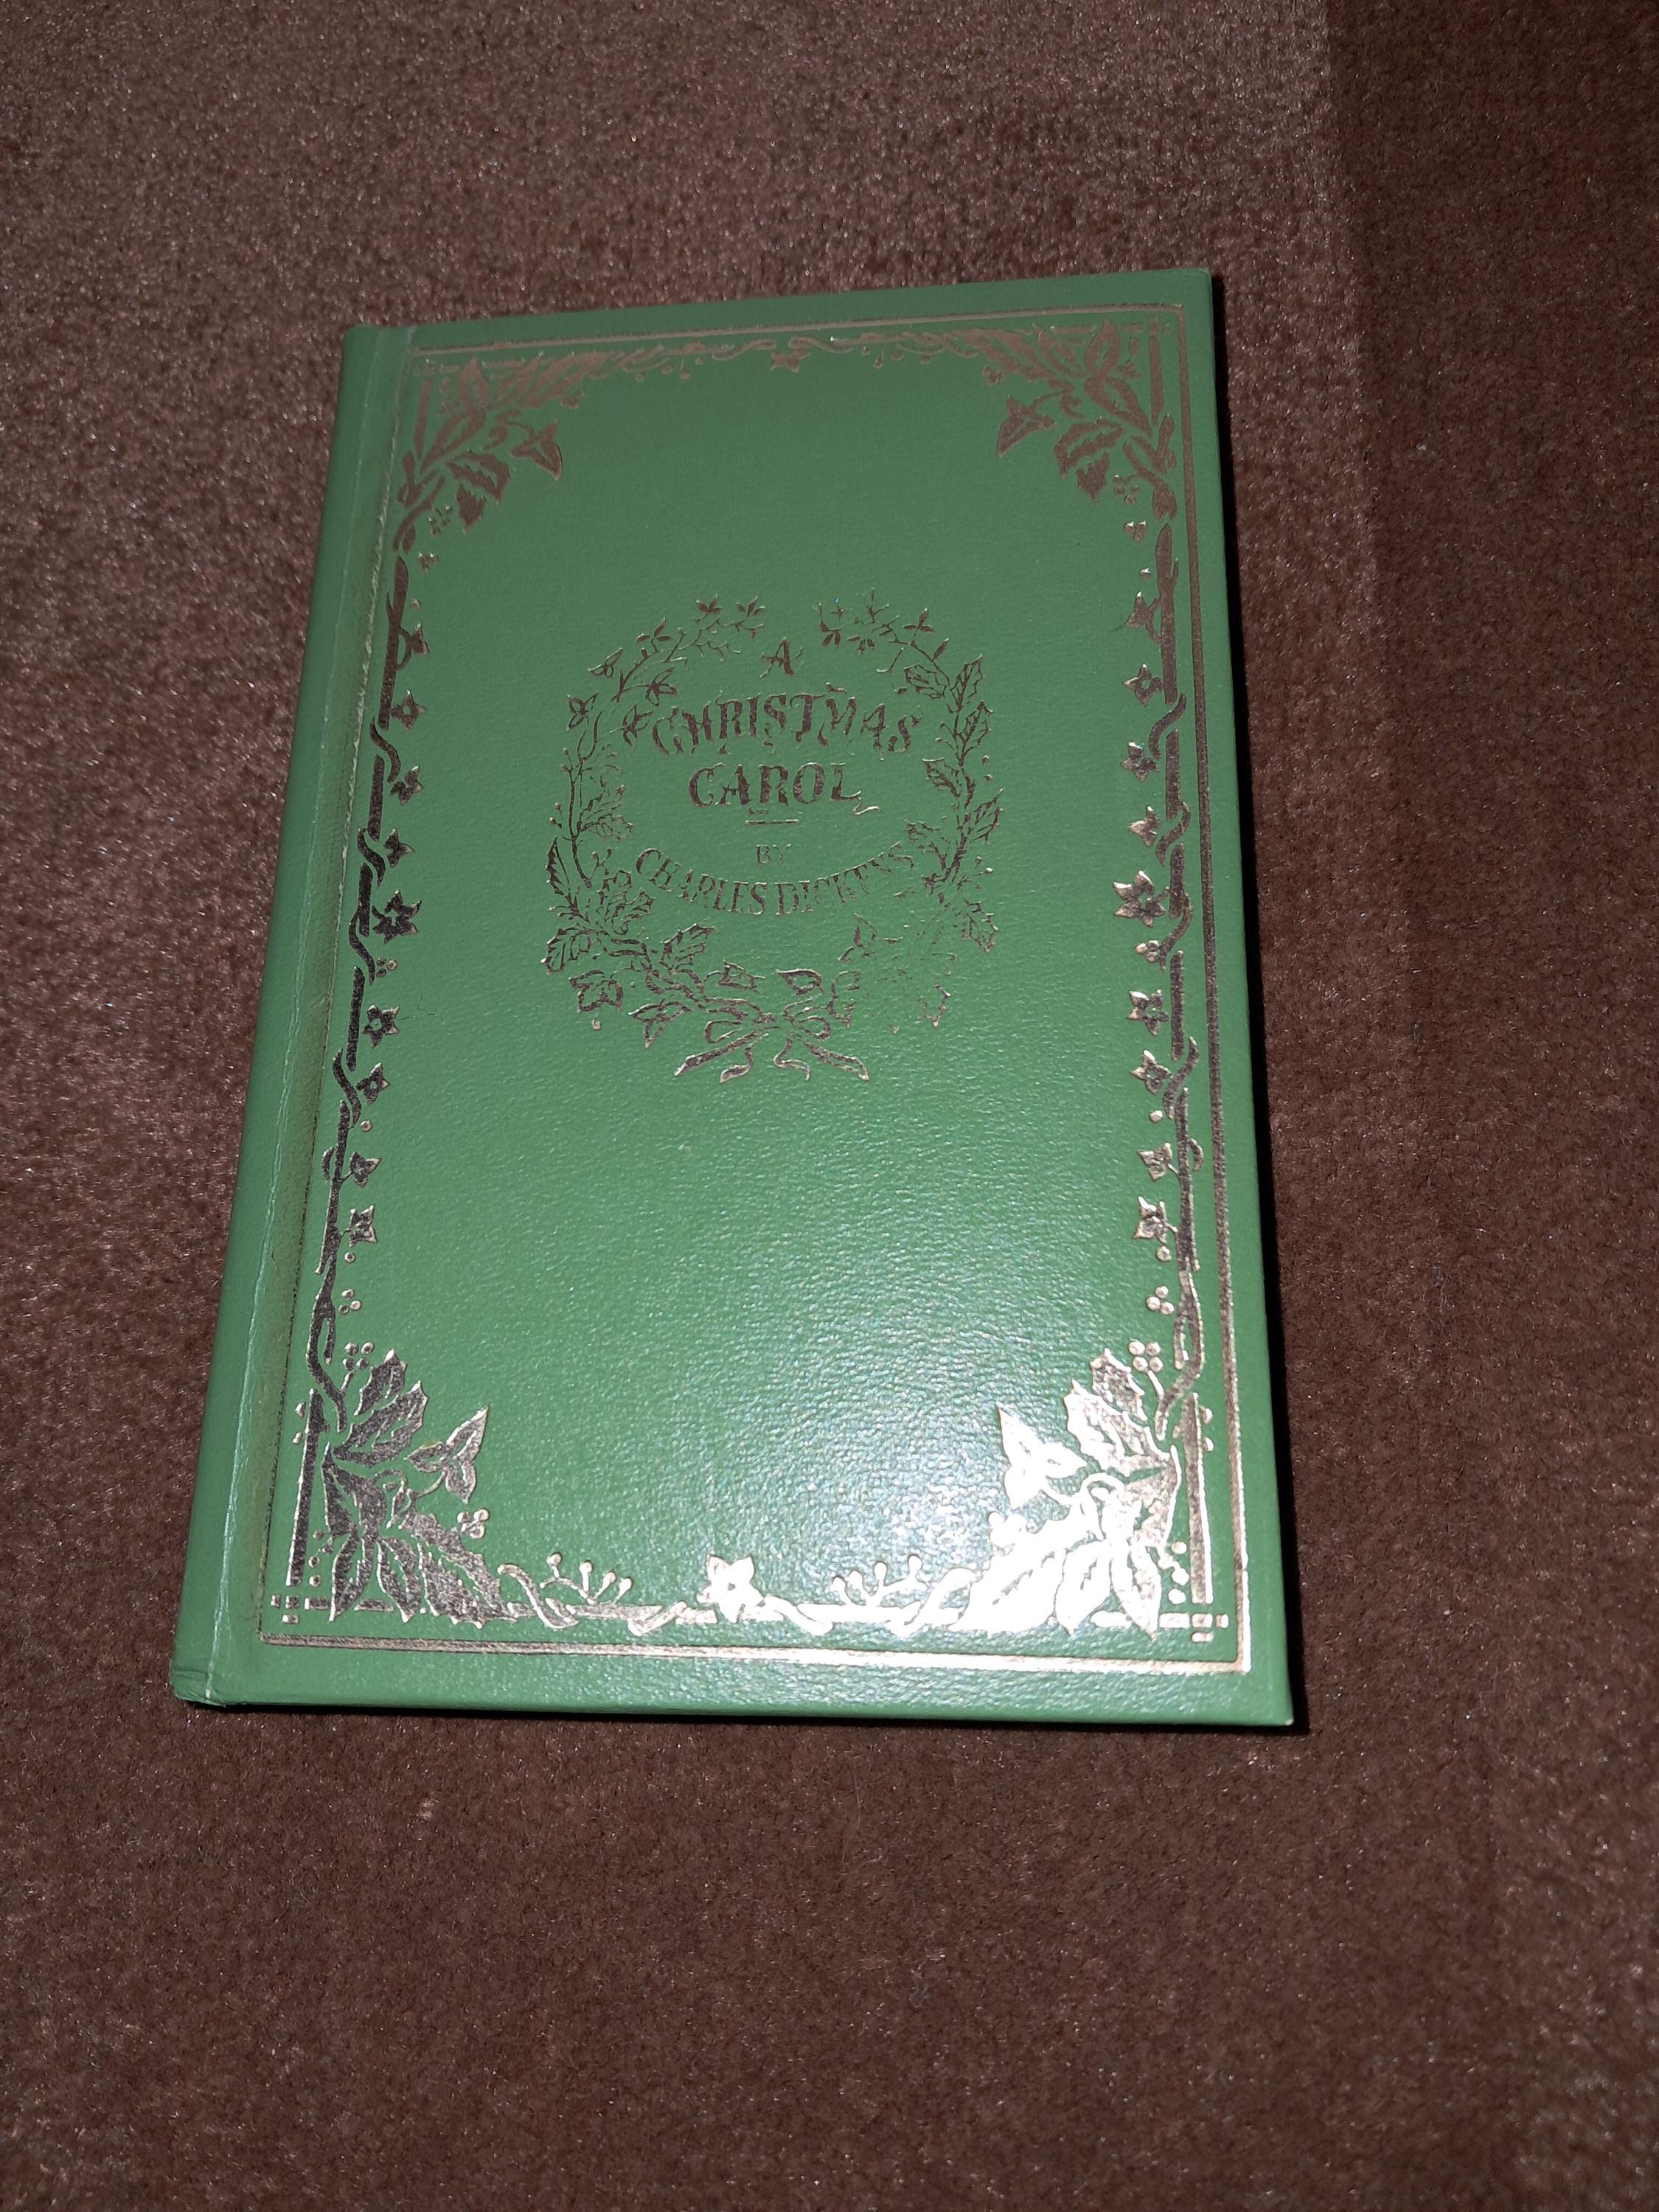 A
CHRISTMAS
CAROL
BY
CHARLES DICKENS